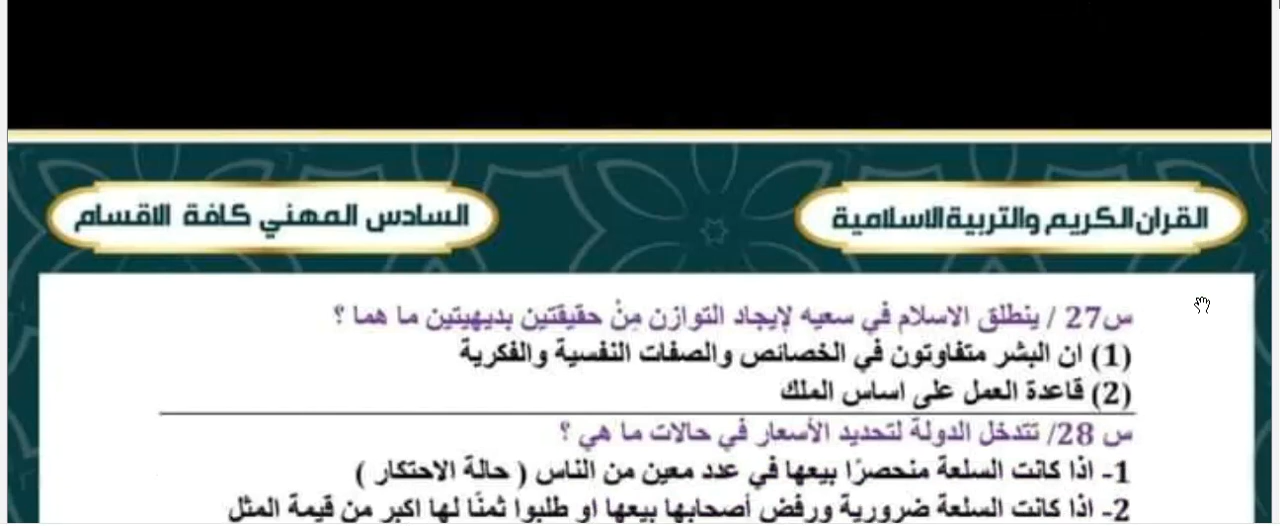 القران الكريم والتربية الاسلامية
السادس المهني كافة الاقسام
س27 / ينطلق الاسلام في سعيه لإيجاد التوازن مِنْ حقيقتين بديهيتين ما هما ؟
(1) ان البشر متفاوتون في الخصائص والصفات النفسية والفكرية
(2) قاعدة العمل على اساس الملك
س 28/ تتدخل الدولة لتحديد الأسعار في حالات ما هي ؟
1- اذا كانت السلعة منحصرًا بيعها في عدد معين من الناس ( حالة الاحتكار )
2- اذا كانت السلعة ضرورية ورفض أصحابها بيعها او طلبوا ثمنًا لها اكبر من قيمة المثل